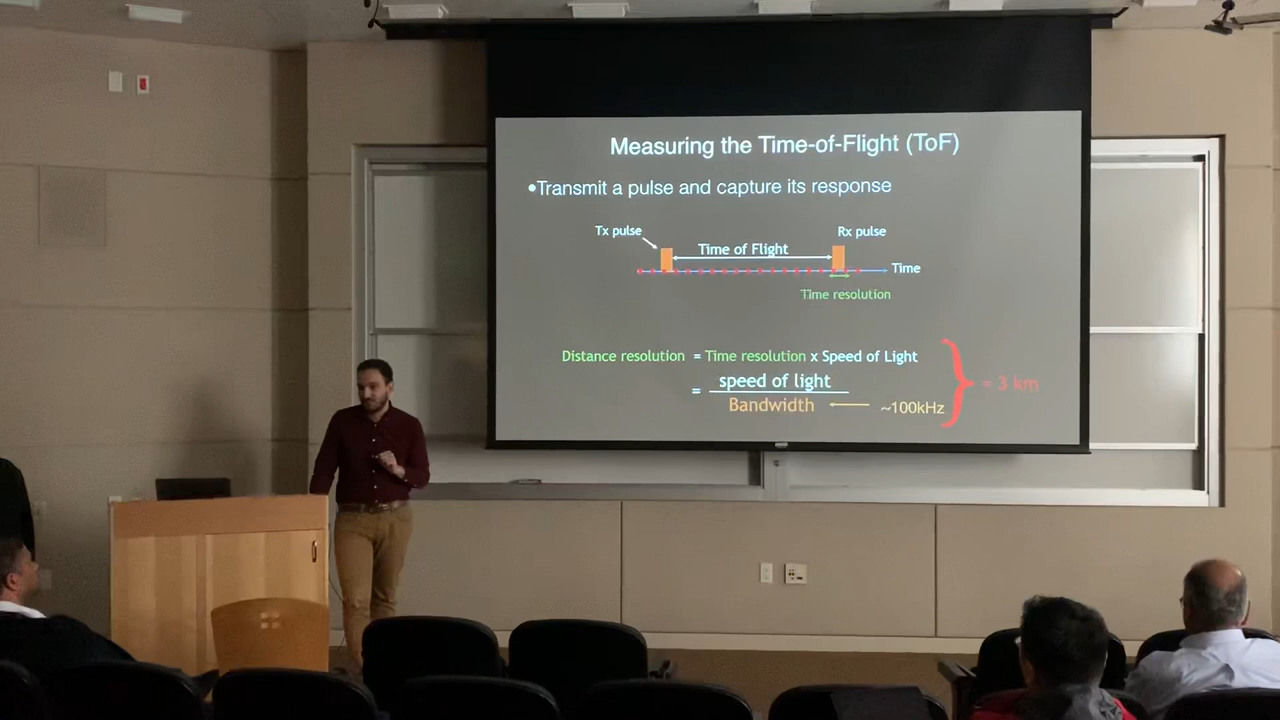 Measuring the Time-of-Flight (ToF)
•Transmit a pulse and capture its response
Tx pulse
Rx pulse
Time of Flight
Time
Time resolution
Distance resolution = Time resolution x Speed of Light
= speed of light
Bandwidth
~100kHz
= 3 km